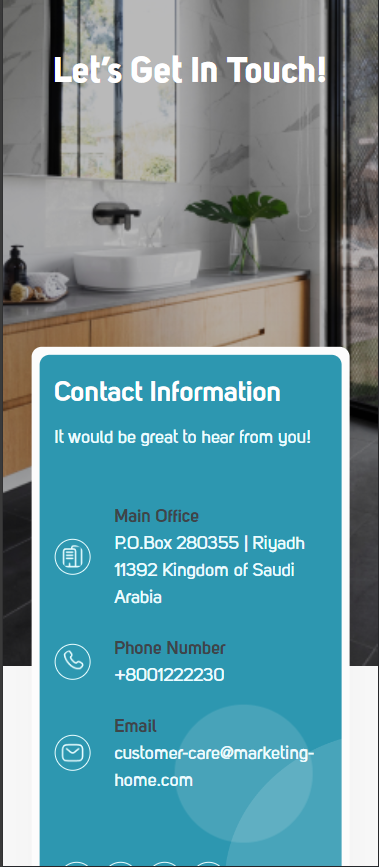 Let's Get In Touch!
Contact Information
It would be great to hear from you!
Main Office
P.O.Box 280355 | Riyadh
11392 Kingdom of Saudi
Arabia
Phone Number
+8001222230
Email
customer-care@marketing-
home.com